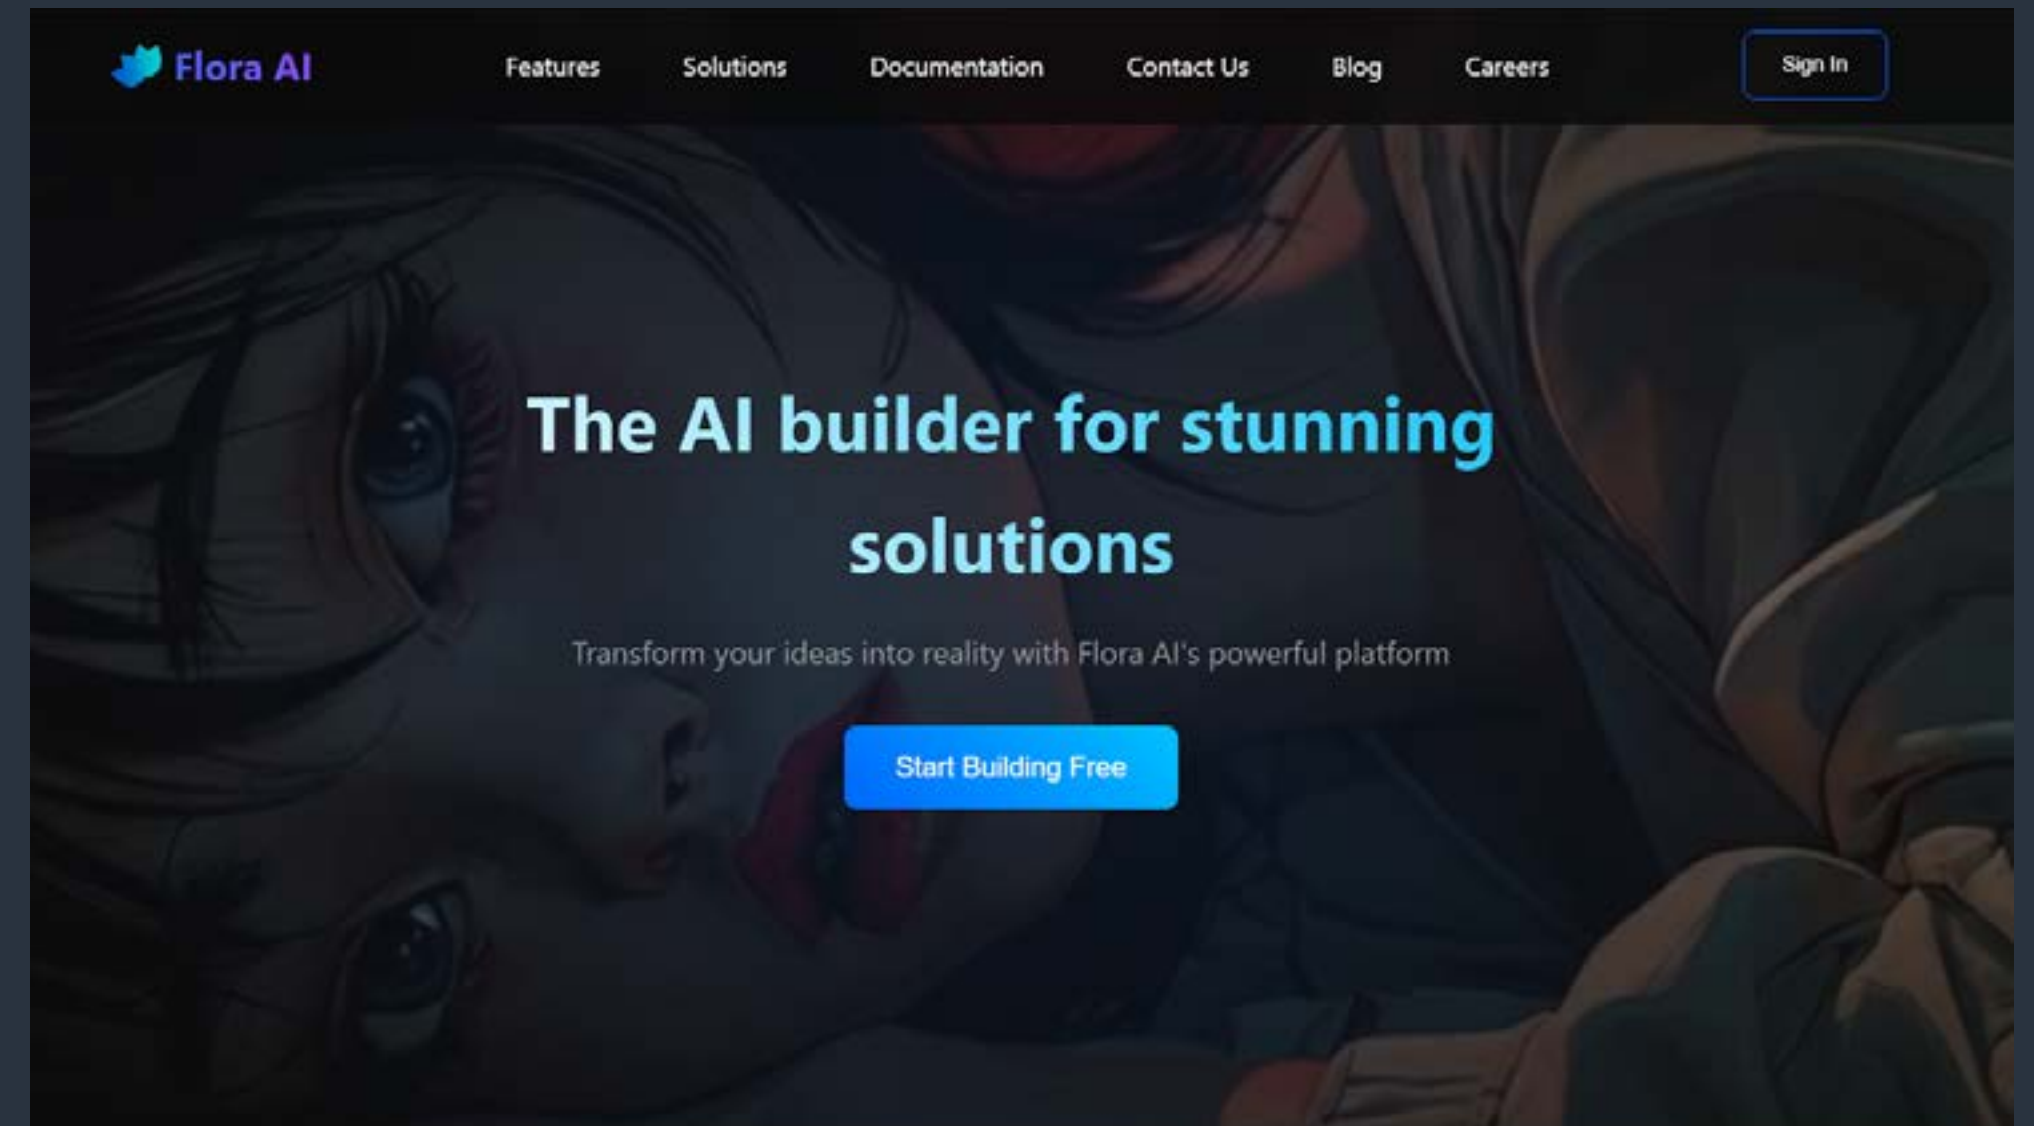 Flora AI
Features
Solutions
Documentation
Contact Us
Blog
Careers
Sign In
The AI builder for stunning
solutions
Transform your ideas into reality with Flora AI's powerful platform
Start Building Free